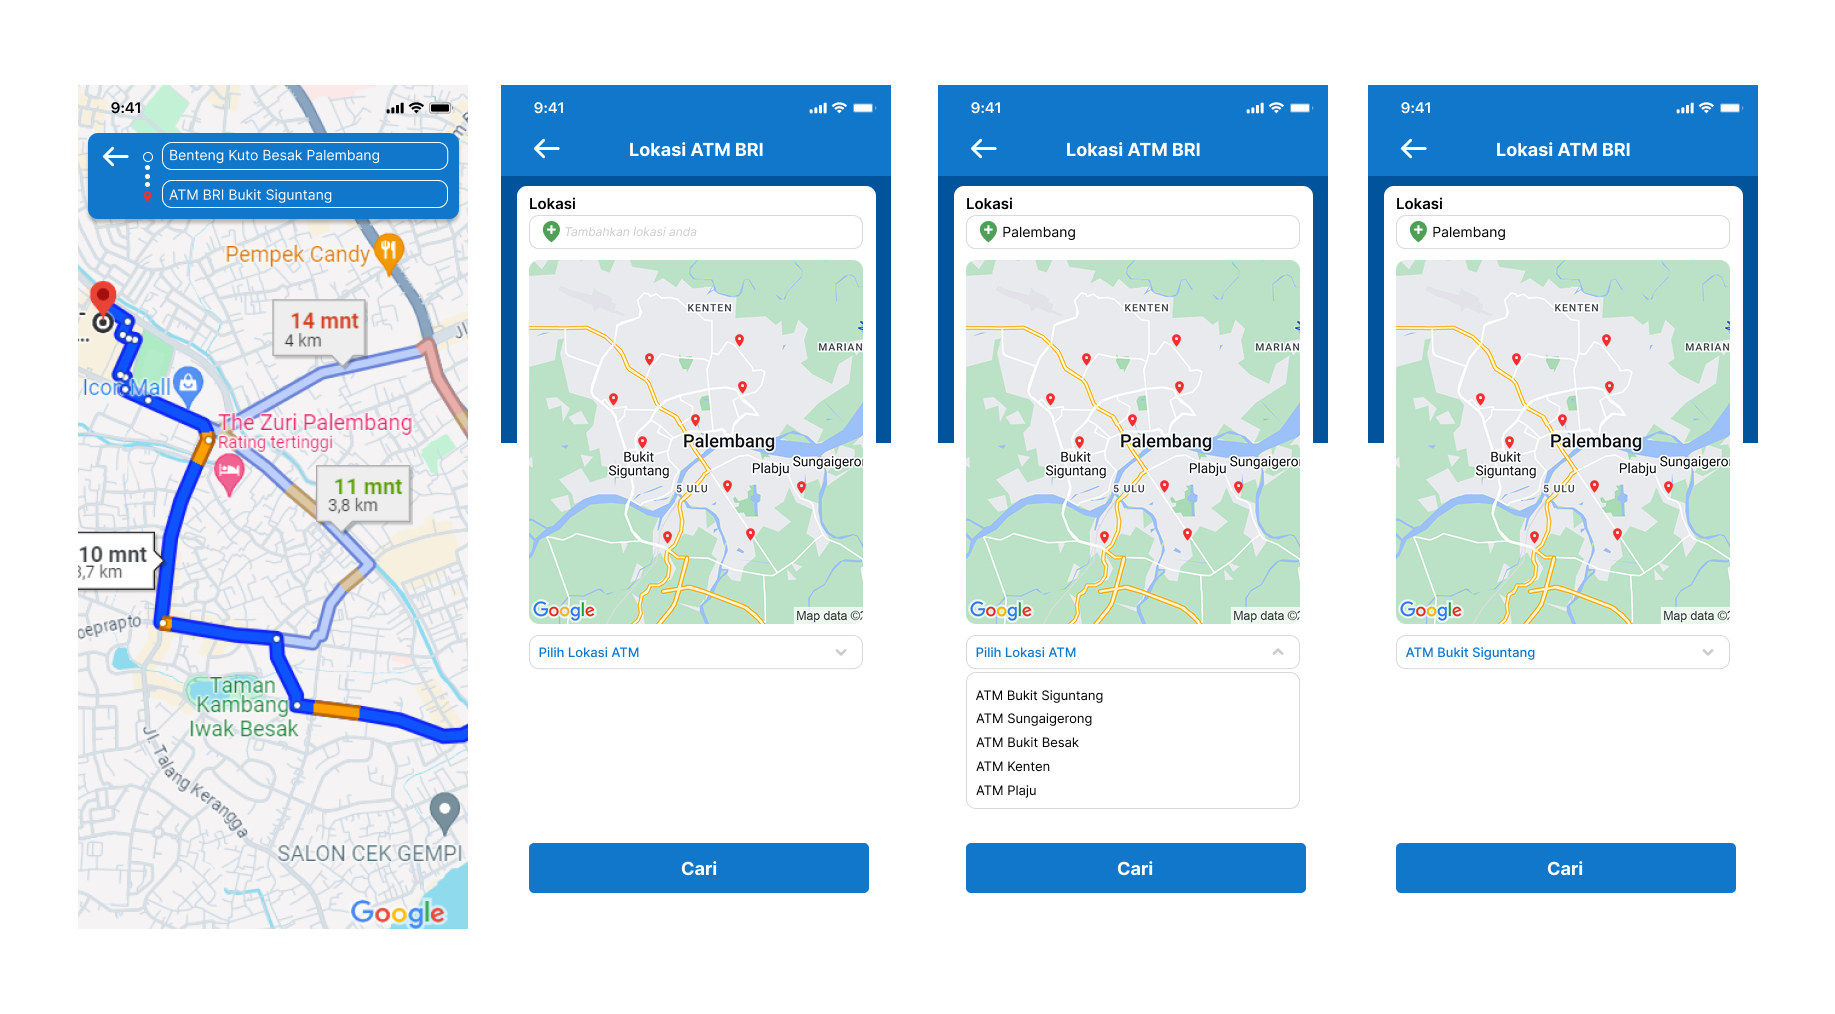 9:41
Benteng Kuto Besak Palembang
ATM BRI Bukit Siguntang
Pempek Candy
14 mnt
4 km
Jl.
Icon Mall
The Zuri Palembang
Rating tertinggi
11 mnt
3,8 km
10 mnt
3,7 km
oeprapto
Taman
Kambang
Iwak Besak
Jl. Talang Kerangga
SALON CEK GEMPI
Google
9:41
Lokasi ATM BRI
Lokasi
Tambahkan lokasi anda
KENTEN
MARIAN
Palembang
Bukit
Siguntang
Plabju
Sungaigero
5 ULU
Google
Map data ©
Pilih Lokasi ATM
Cari
9:41
Lokasi ATM BRI
Lokasi
Palembang
KENTEN
MARIAN
Palembang
Bukit
Siguntang
Plabju
Sungaigero
5 ULU
Google
Map data ©
Pilih Lokasi ATM
ATM Bukit Siguntang
ATM Sungaigerong
ATM Bukit Besak
ATM Kenten
ATM Plaju
Cari
9:41
Lokasi ATM BRI
Lokasi
Palembang
KENTEN
MARIAN
Palembang
Bukit
Siguntang
Plabju
Sungaigero
5 ULU
Google
Map data ©
ATM Bukit Siguntang
Cari